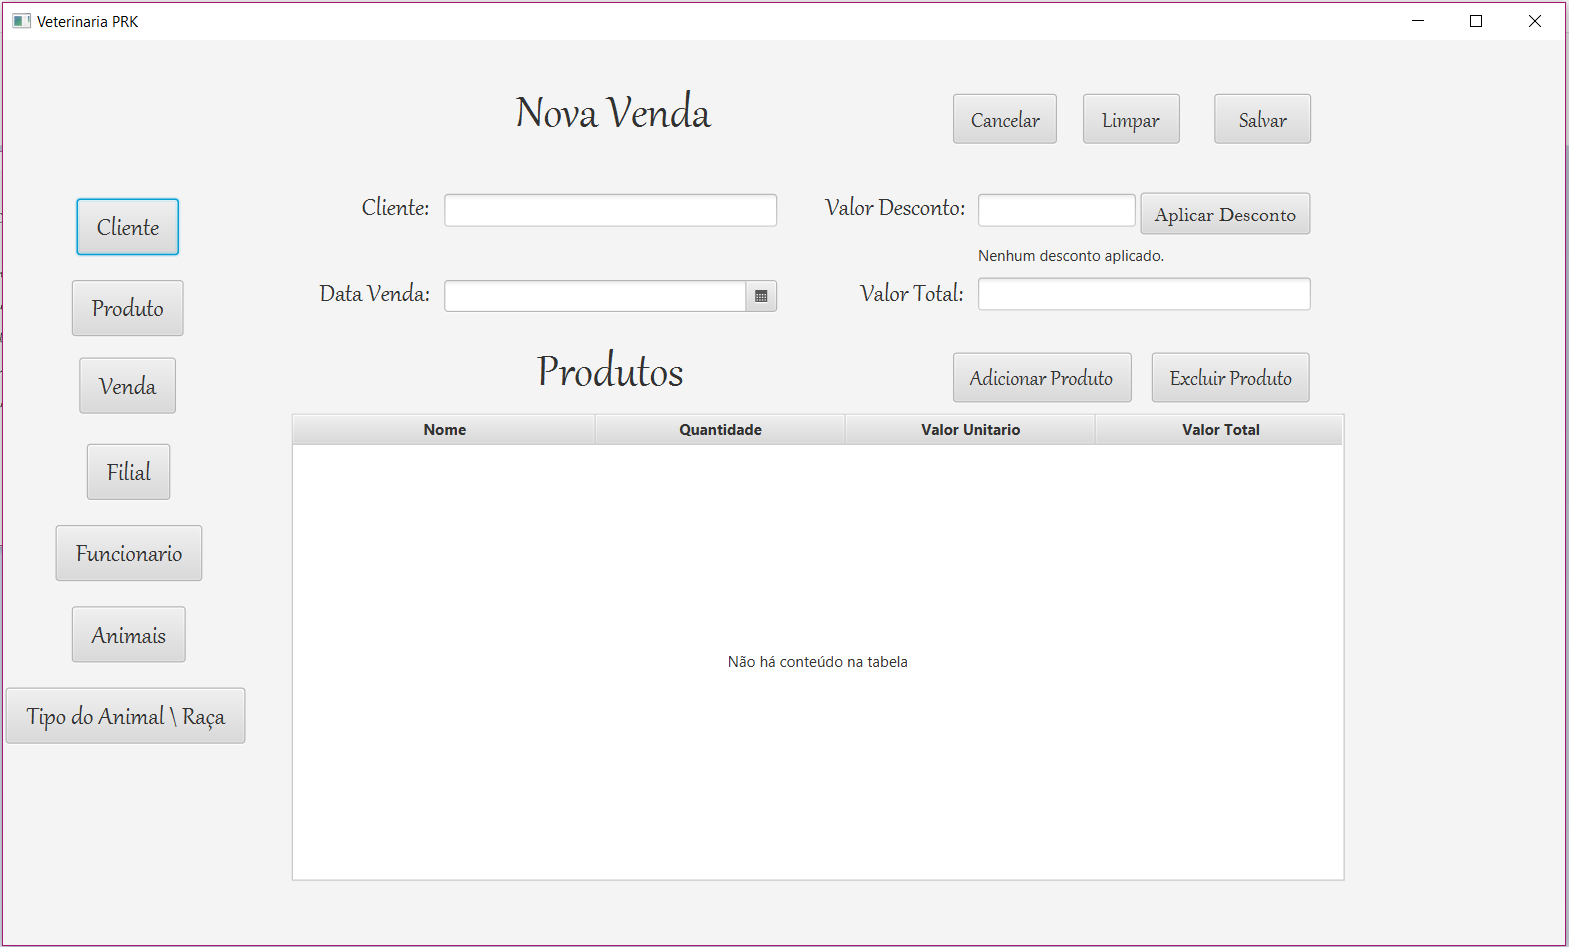 Veterinaria PRK
Nova Venda
Cancelar
Limpar
Salvar
Cliente
Produto
Venda
Filial
Funcionario
Animais
Tipo do Animal \ Raça
Cliente:
Valor Desconto:
Aplicar Desconto
Nenhum desconto aplicado.
Data Venda:
Valor Total:
Produtos
Adicionar Produto
Excluir Produto
Nome Quantidade Valor Unitario Valor Total
Não há conteúdo na tabela